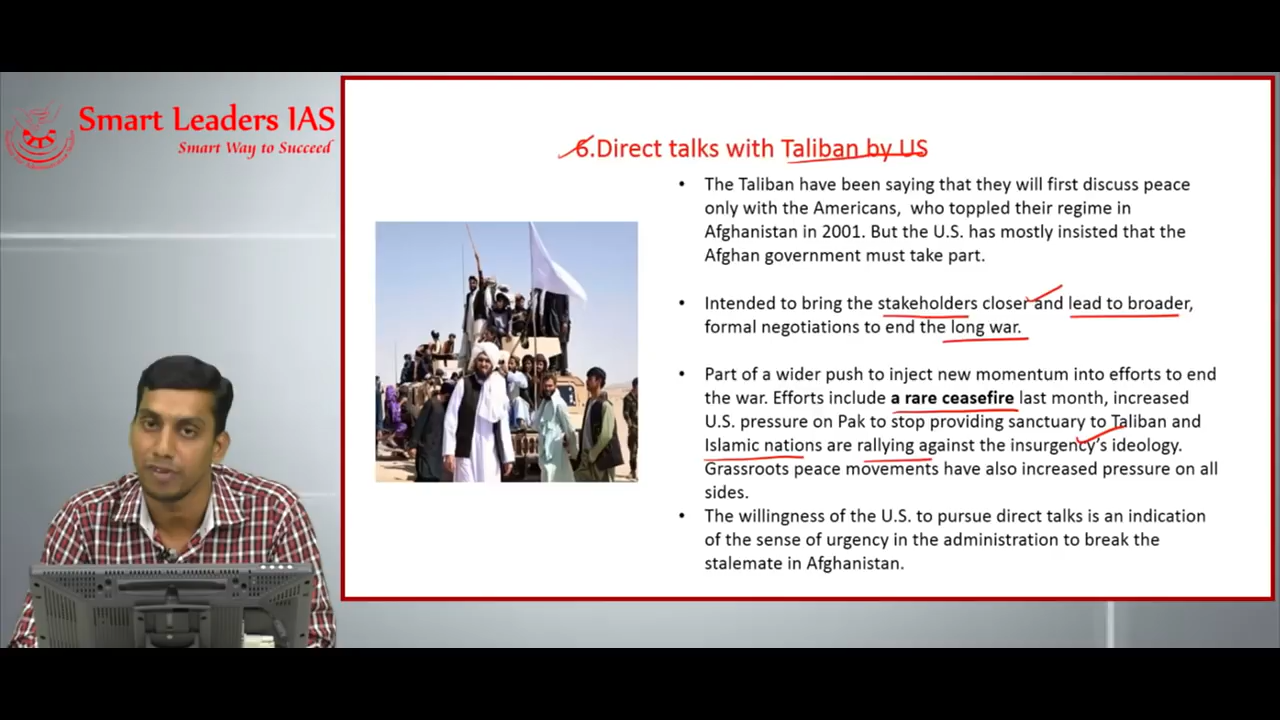 Smart Leaders IAS
Smart Way to Succeed
6.Direct talks with Taliban by US
• The Taliban have been saying that they will first discuss peace
only with the Americans, who toppled their regime in
Afghanistan in 2001. But the U.S. has mostly insisted that the
Afghan government must take part.
• Intended to bring the stakeholders closer and lead to broader,
formal negotiations to end the long war.
• Part of a wider push to inject new momentum into efforts to end
the war. Efforts include a rare ceasefire last month, increased
U.S. pressure on Pak to stop providing sanctuary to Taliban and
Islamic nations are rallying against the insurgency’s ideology.
Grassroots peace movements have also increased pressure on all
sides.
• The willingness of the U.S. to pursue direct talks is an indication
of the sense of urgency in the administration to break the
stalemate in Afghanistan.